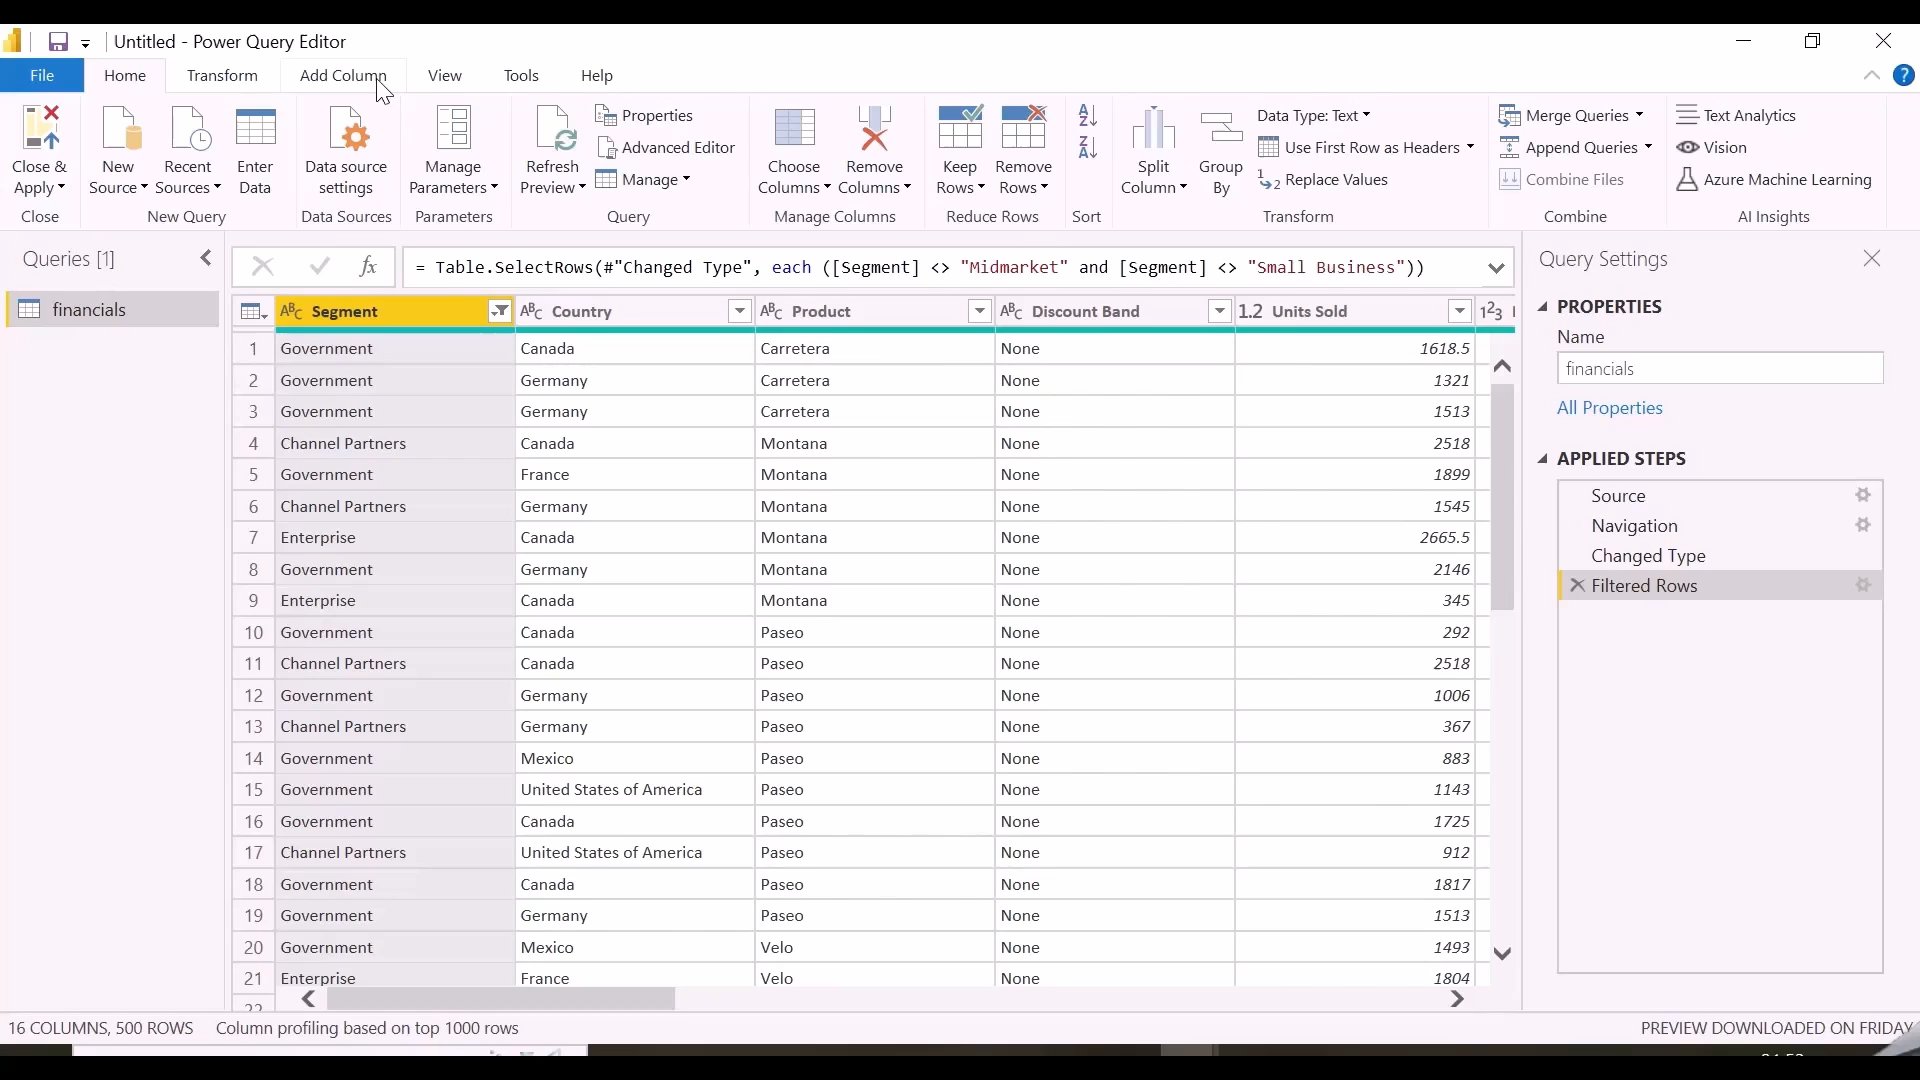 Untitled - Power Query Editor
File Home Transform Add Column View Tools Help
Close & Apply
Close
New Source
Recent Sources
Enter Data
New Query
Data source settings
Data Sources
Manage Parameters
Parameters
Refresh Preview
Properties
Advanced Editor
Manage
Query
Choose Columns
Remove Columns
Manage Columns
Keep Rows
Remove Rows
Reduce Rows
Sort
Split Column
Group By
Data Type: Text
Use First Row as Headers
Replace Values
Transform
Merge Queries
Append Queries
Combine Files
Combine
Text Analytics
Vision
Azure Machine Learning
AI Insights
Queries [1]
financials
fx = Table.SelectRows(#"Changed Type", each ([Segment] <> "Midmarket" and [Segment] <> "Small Business"))
ABC Segment ABC Country ABC Product ABC Discount Band 1.2 Units Sold 123
1 Government Canada Carretera None 1618.5
2 Government Germany Carretera None 1321
3 Government Germany Carretera None 1513
4 Channel Partners Canada Montana None 2518
5 Government France Montana None 1899
6 Channel Partners Germany Montana None 1545
7 Enterprise Canada Montana None 2665.5
8 Government Germany Montana None 2146
9 Enterprise Canada Montana None 345
10 Government Canada Paseo None 292
11 Channel Partners Canada Paseo None 2518
12 Government Germany Paseo None 1006
13 Channel Partners Germany Paseo None 367
14 Government Mexico Paseo None 883
15 Government United States of America Paseo None 1143
16 Government Canada Paseo None 1725
17 Channel Partners United States of America Paseo None 912
18 Government Canada Paseo None 1817
19 Government Germany Paseo None 1513
20 Government Mexico Velo None 1493
21 Enterprise France Velo None 1804
Query Settings
PROPERTIES
Name
financials
All Properties
APPLIED STEPS
Source
Navigation
Changed Type
Filtered Rows
16 COLUMNS, 500 ROWS Column profiling based on top 1000 rows
PREVIEW DOWNLOADED ON FRIDAY